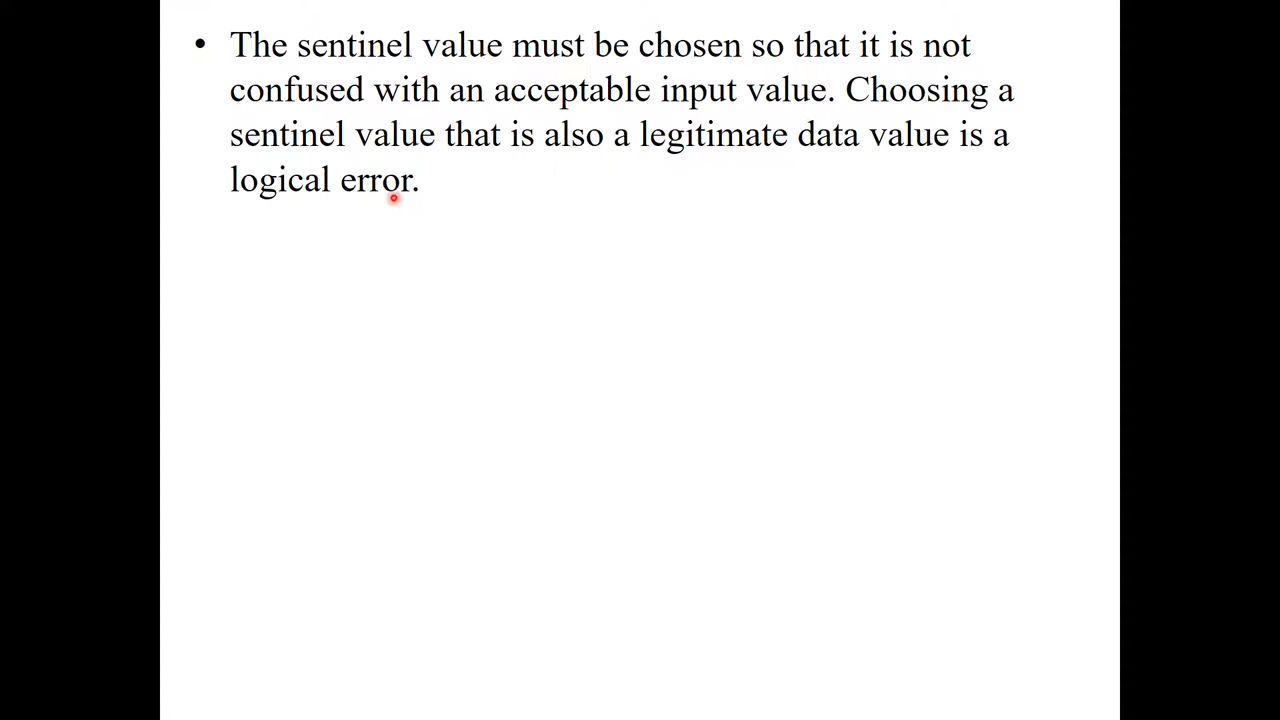 • The sentinel value must be chosen so that it is not
confused with an acceptable input value. Choosing a
sentinel value that is also a legitimate data value is a
logical error.